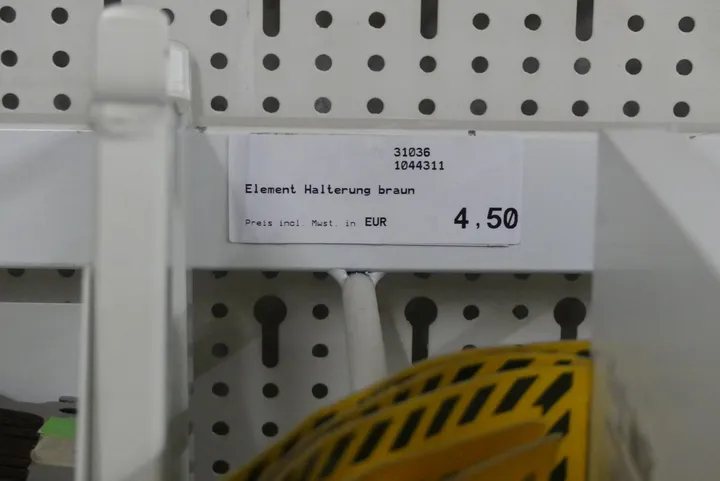 31036
1044311
Element Halterung braun
Preis incl. Mwst. in EUR 4,50